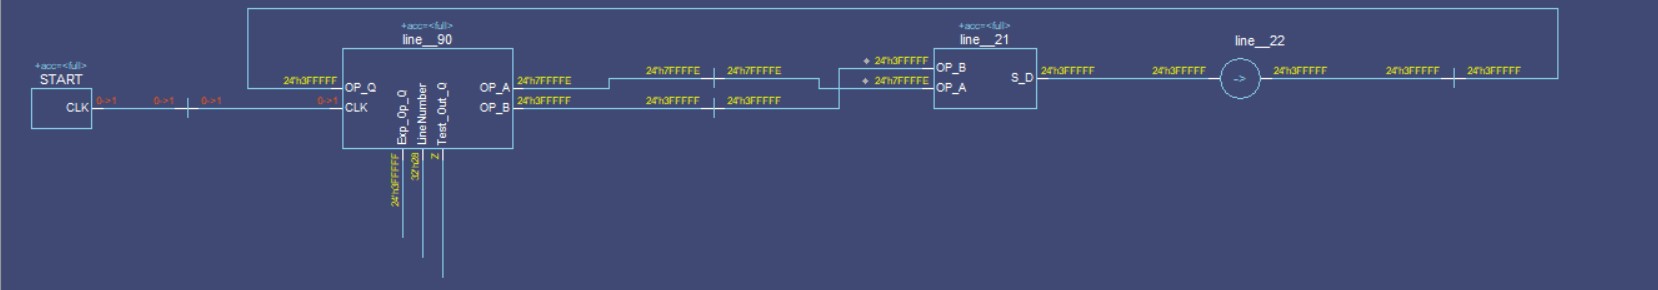 +acc=<full>
START
CLK
0->1
0->1
0->1
0->1
24'h3FFFFF
+acc=<full>
line__90
OP_Q
CLK
Exp_Op_Q
LineNumber
Test_Out_Q
OP_A
OP_B
24'h3FFFFF
32'h28
Z
24'h7FFFFE
24'h3FFFFF
24'h7FFFFE
24'h7FFFFE
24'h3FFFFF
24'h3FFFFF
24'h3FFFFF
24'h7FFFFE
+acc=<full>
line__21
OP_B
OP_A
S_D
24'h3FFFFF
24'h3FFFFF
line__22
->
24'h3FFFFF
24'h3FFFFF
24'h3FFFFF